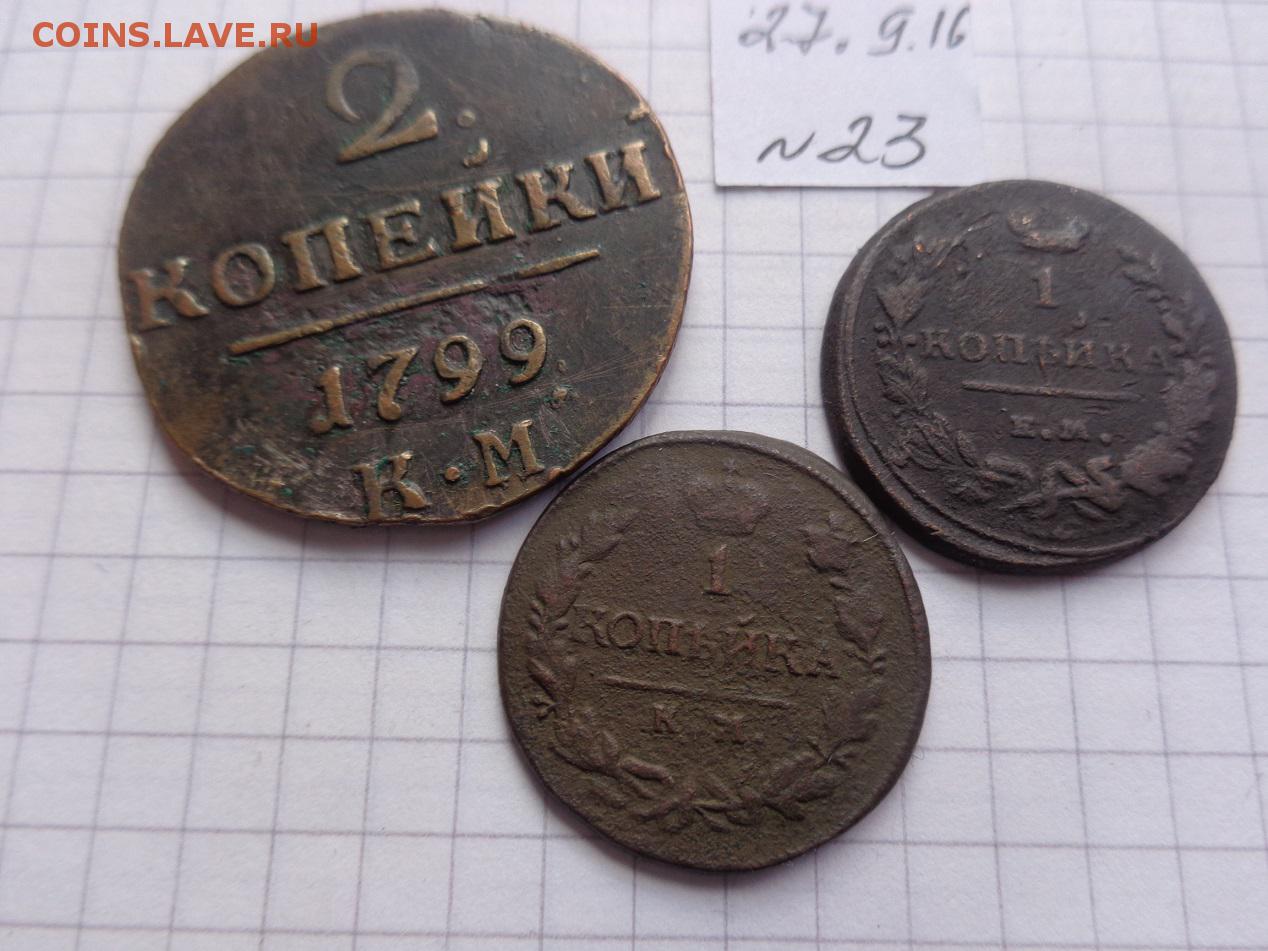 COINS.LAVE.RU
27. 9.16
N23
2
КОПЕЙКИ
1799
К·М
1
КОПѢЙКА
Е.М.
1
КОПѢЙКА
К М.